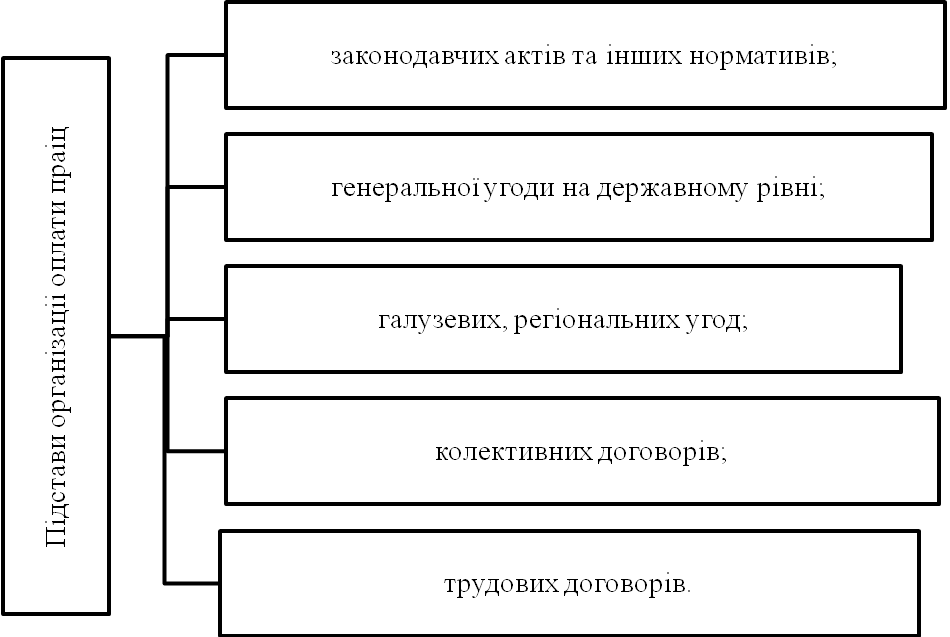 Підстави організації оплати праіц
законодавчих актів та інших нормативів;
генеральної угоди на державному рівні;
галузевих, регіональних угод;
колективних договорів;
трудових договорів.